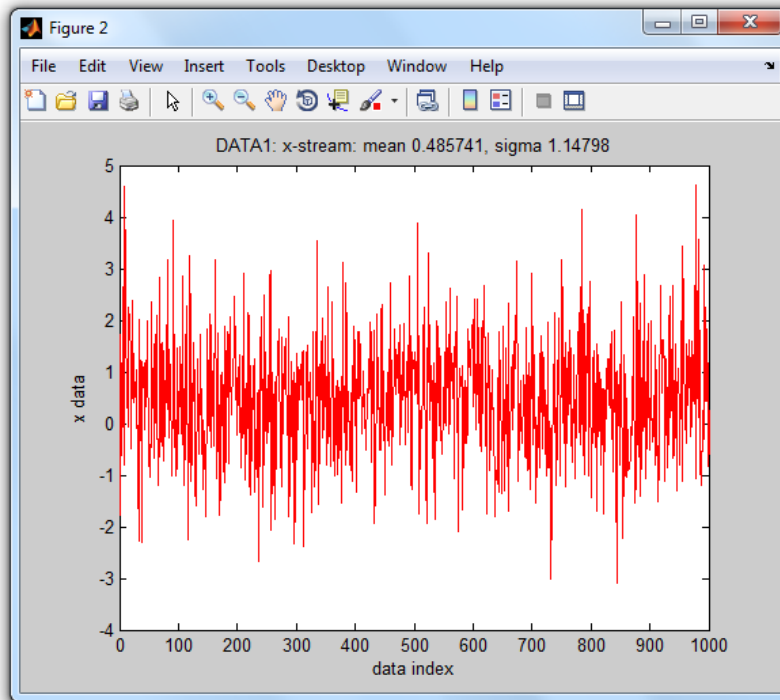 Figure 2
File Edit View Insert Tools Desktop Window Help
DATA1: x-stream: mean 0.485741, sigma 1.14798
5
4
3
2
1
0
-1
-2
-3
-4
x data
0 100 200 300 400 500 600 700 800 900 1000
data index